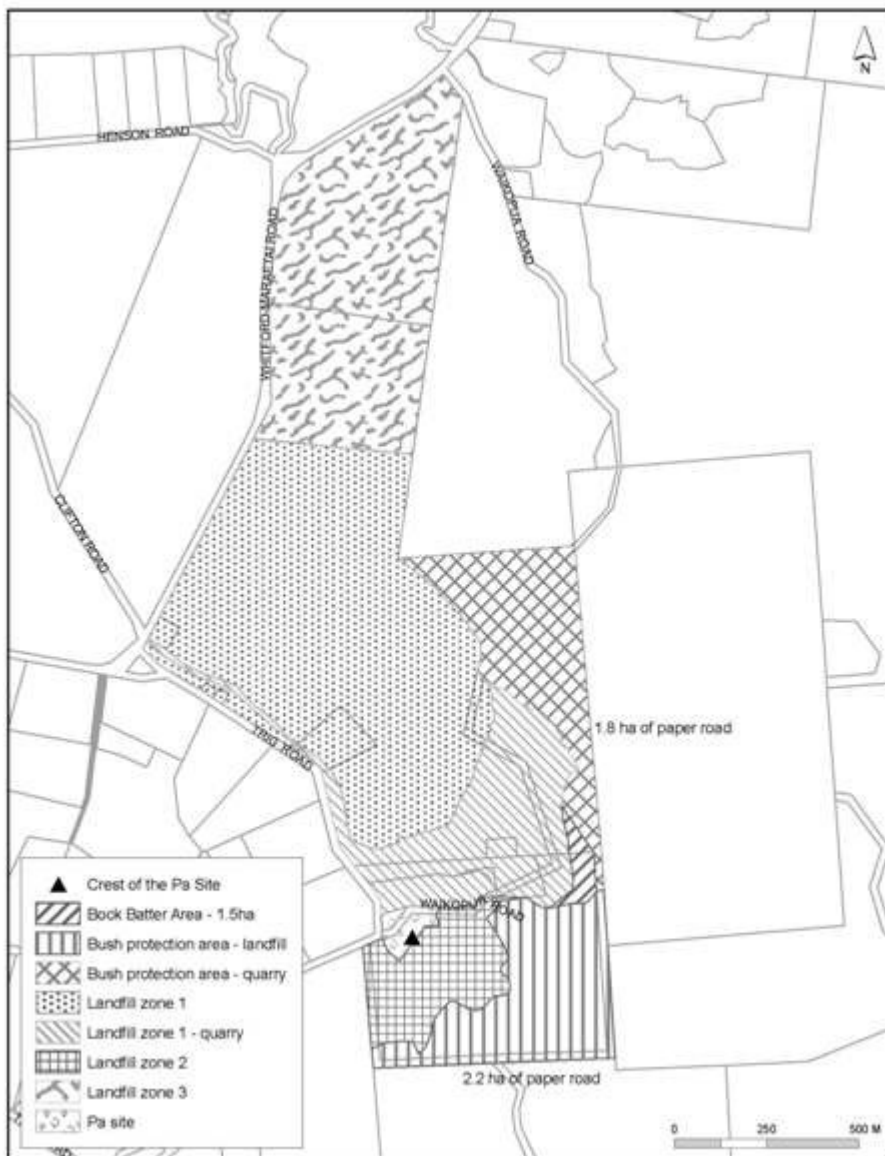 N
HENSON ROAD
WAIKOPUA ROAD
WHITFORD MARAETAI ROAD
CLIFTON ROAD
1.8 ha of paper road
TRIG ROAD
WAIKOPUA ROAD
2.2 ha of paper road
Crest of the Pa Site
Bock Batter Area - 1.5ha
Bush protection area - landfill
Bush protection area - quarry
Landfill zone 1
Landfill zone 1 - quarry
Landfill zone 2
Landfill zone 3
Pa site
0 250 500 M